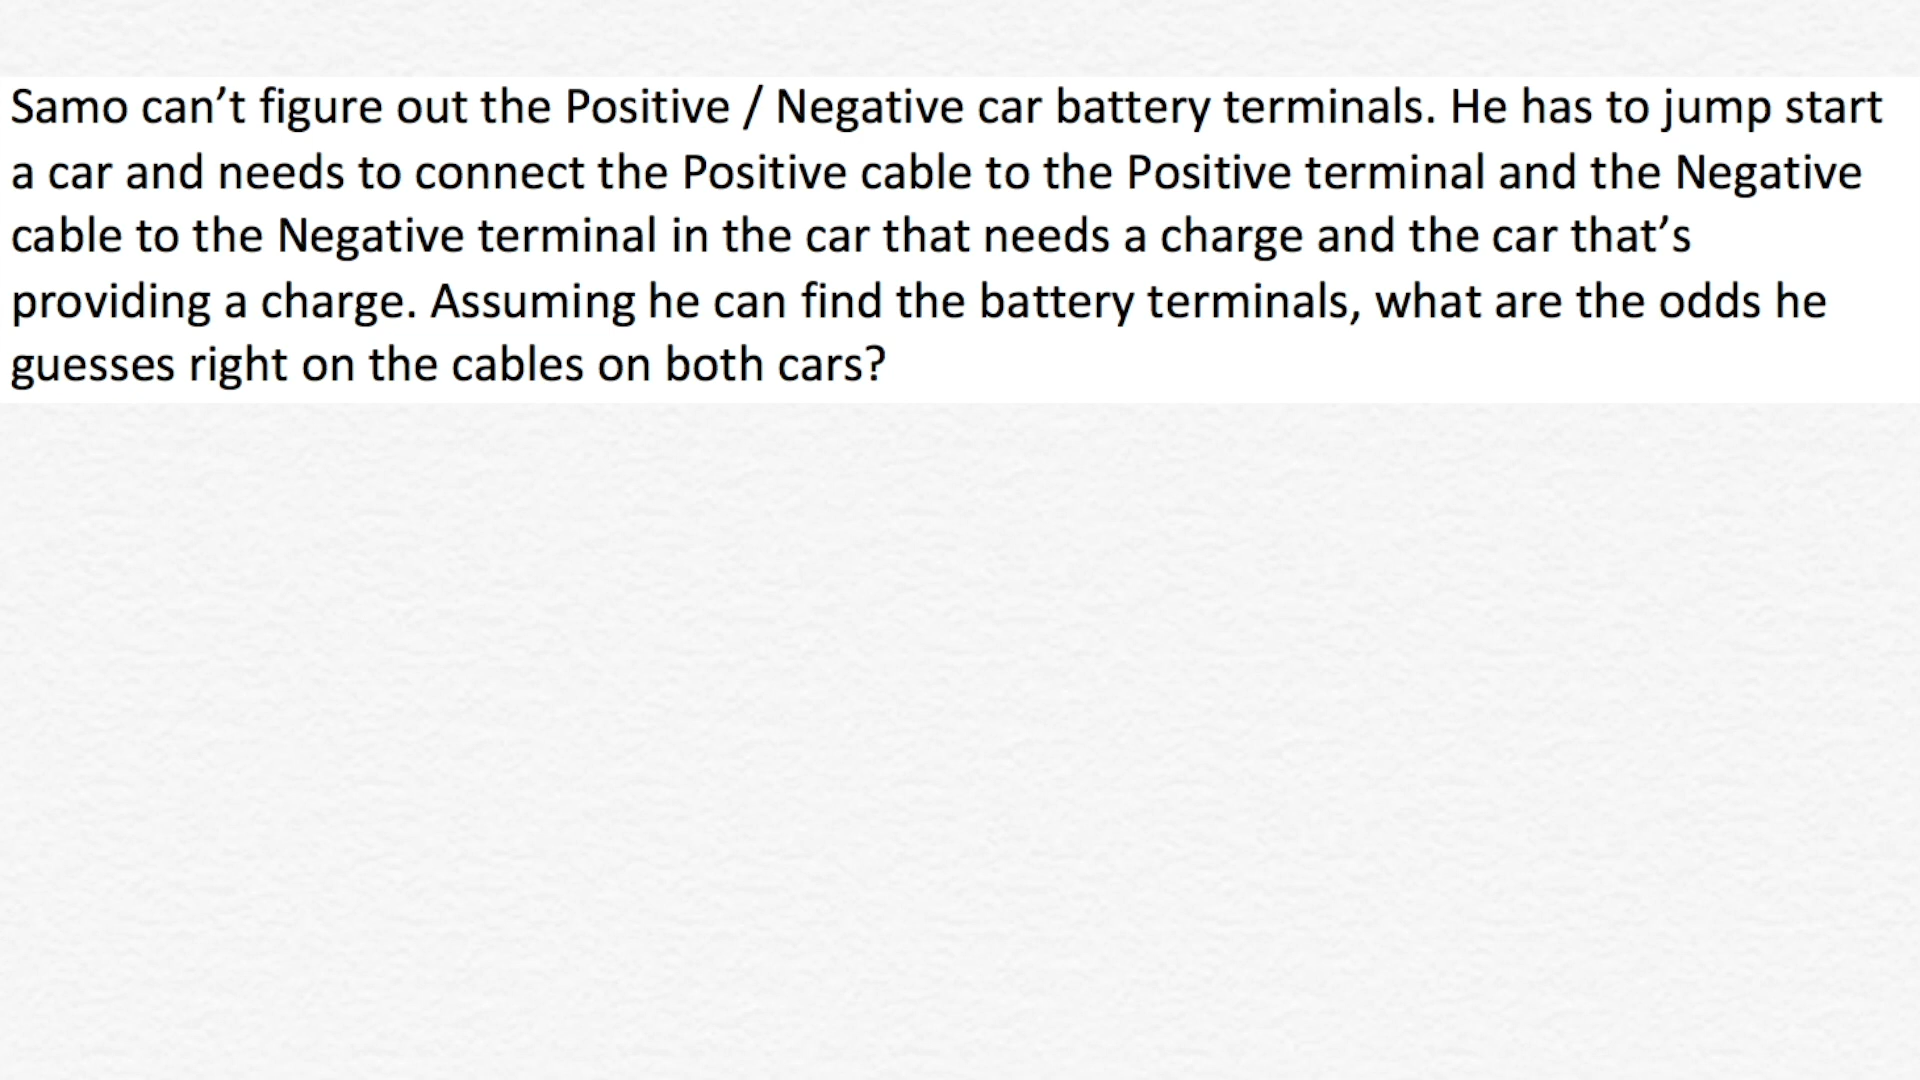 Samo can’t figure out the Positive / Negative car battery terminals. He has to jump start
a car and needs to connect the Positive cable to the Positive terminal and the Negative
cable to the Negative terminal in the car that needs a charge and the car that’s
providing a charge. Assuming he can find the battery terminals, what are the odds he
guesses right on the cables on both cars?